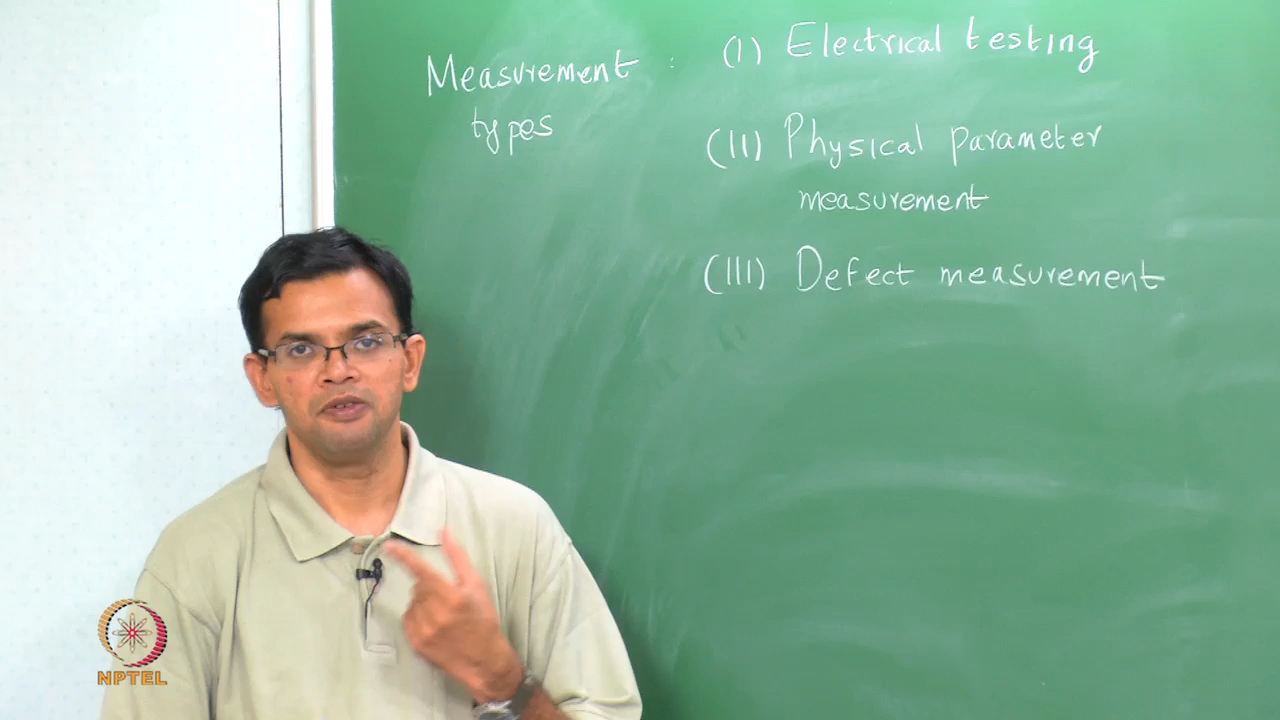 Measurement : (I) Electrical testing
types
(II) Physical parameter
measurement
(III) Defect measurement
NPTEL